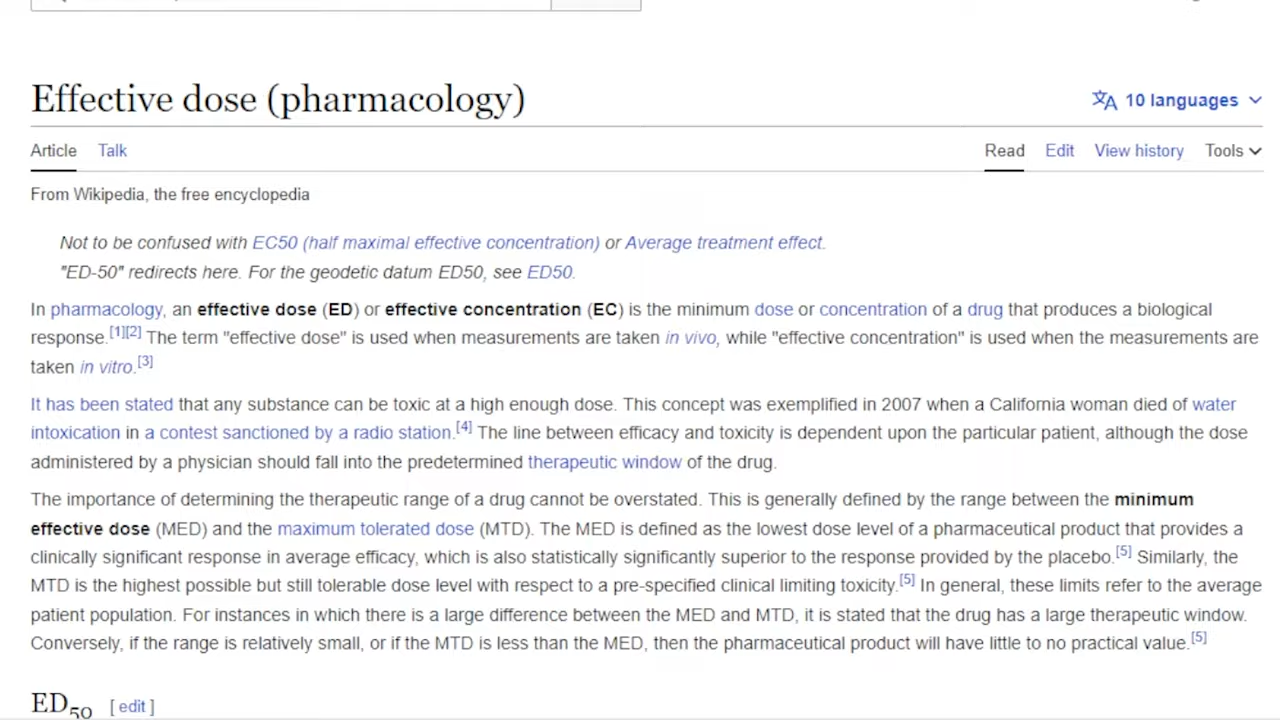 Effective dose (pharmacology)
10 languages
Article Talk Read Edit View history Tools
From Wikipedia, the free encyclopedia
Not to be confused with EC50 (half maximal effective concentration) or Average treatment effect.
"ED-50" redirects here. For the geodetic datum ED50, see ED50.
In pharmacology, an effective dose (ED) or effective concentration (EC) is the minimum dose or concentration of a drug that produces a biological
response.[1][2] The term "effective dose" is used when measurements are taken in vivo, while "effective concentration" is used when the measurements are
taken in vitro.[3]
It has been stated that any substance can be toxic at a high enough dose. This concept was exemplified in 2007 when a California woman died of water
intoxication in a contest sanctioned by a radio station.[4] The line between efficacy and toxicity is dependent upon the particular patient, although the dose
administered by a physician should fall into the predetermined therapeutic window of the drug.
The importance of determining the therapeutic range of a drug cannot be overstated. This is generally defined by the range between the minimum
effective dose (MED) and the maximum tolerated dose (MTD). The MED is defined as the lowest dose level of a pharmaceutical product that provides a
clinically significant response in average efficacy, which is also statistically significantly superior to the response provided by the placebo.[5] Similarly, the
MTD is the highest possible but still tolerable dose level with respect to a pre-specified clinical limiting toxicity.[5] In general, these limits refer to the average
patient population. For instances in which there is a large difference between the MED and MTD, it is stated that the drug has a large therapeutic window.
Conversely, if the range is relatively small, or if the MTD is less than the MED, then the pharmaceutical product will have little to no practical value.[5]
ED50 [ edit ]